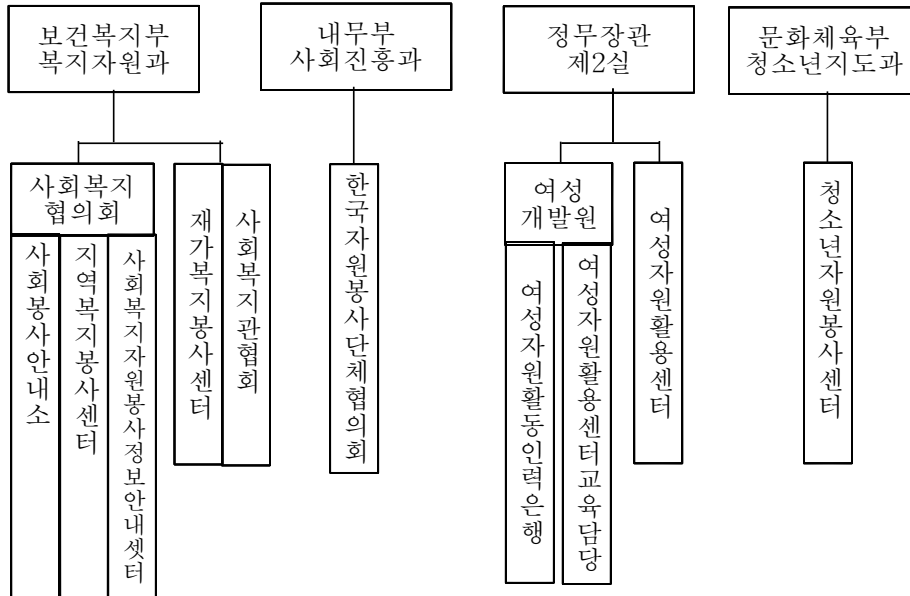 보건복지부
복지자원과
내무부
사회진흥과
정무장관
제2실
문화체육부
청소년지도과
사회복지
협의회
사회봉사안내소
지역복지봉사센터
사회복지자원봉사정보안내셋터
재가복지봉사센터
사회복지관협회
한국자원봉사단체협의회
여성
개발원
여성자원활동인력은행
여성자원활용센터교육담당
여성자원활용센터
청소년자원봉사센터